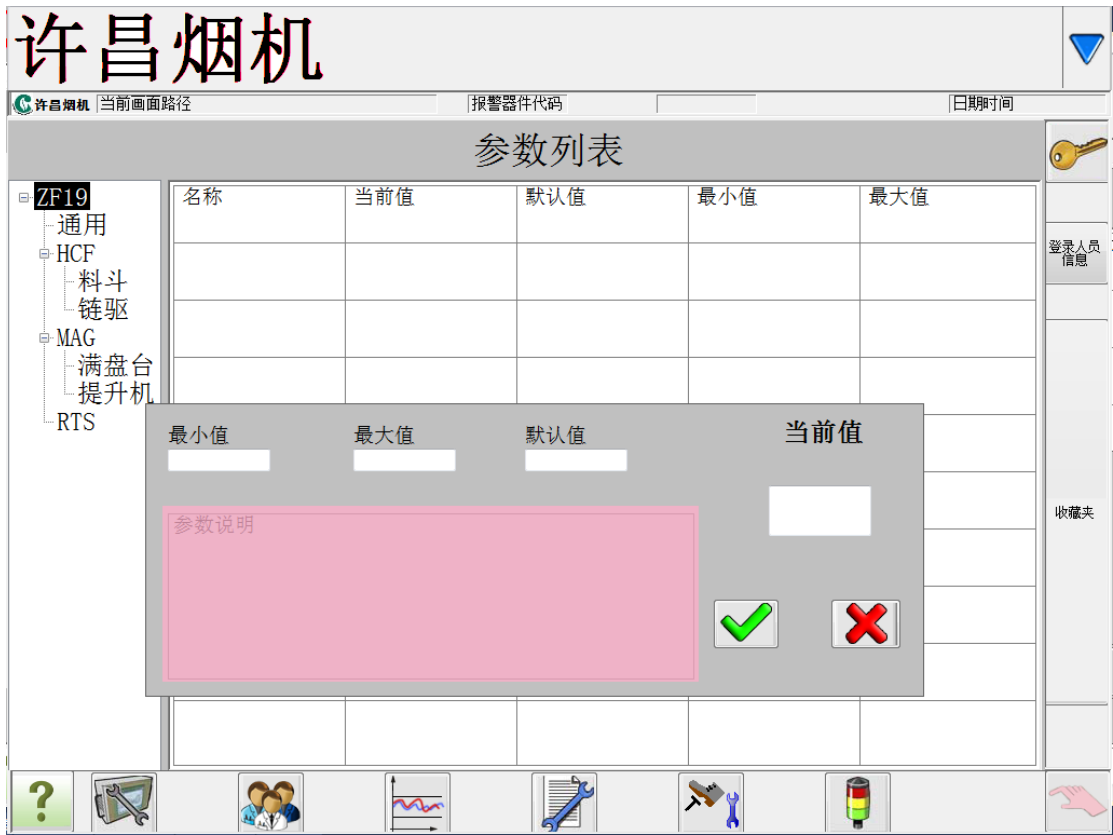 许昌烟机
许昌烟机 当前画面路径 报警器件代码 日期时间
参数列表
ZF19
通用
HCF
料斗
链驱
MAG
满盘台
提升机
RTS
名称 当前值 默认值 最小值 最大值
登录人员
信息
收藏夹
最小值 最大值 默认值 当前值
参数说明
?